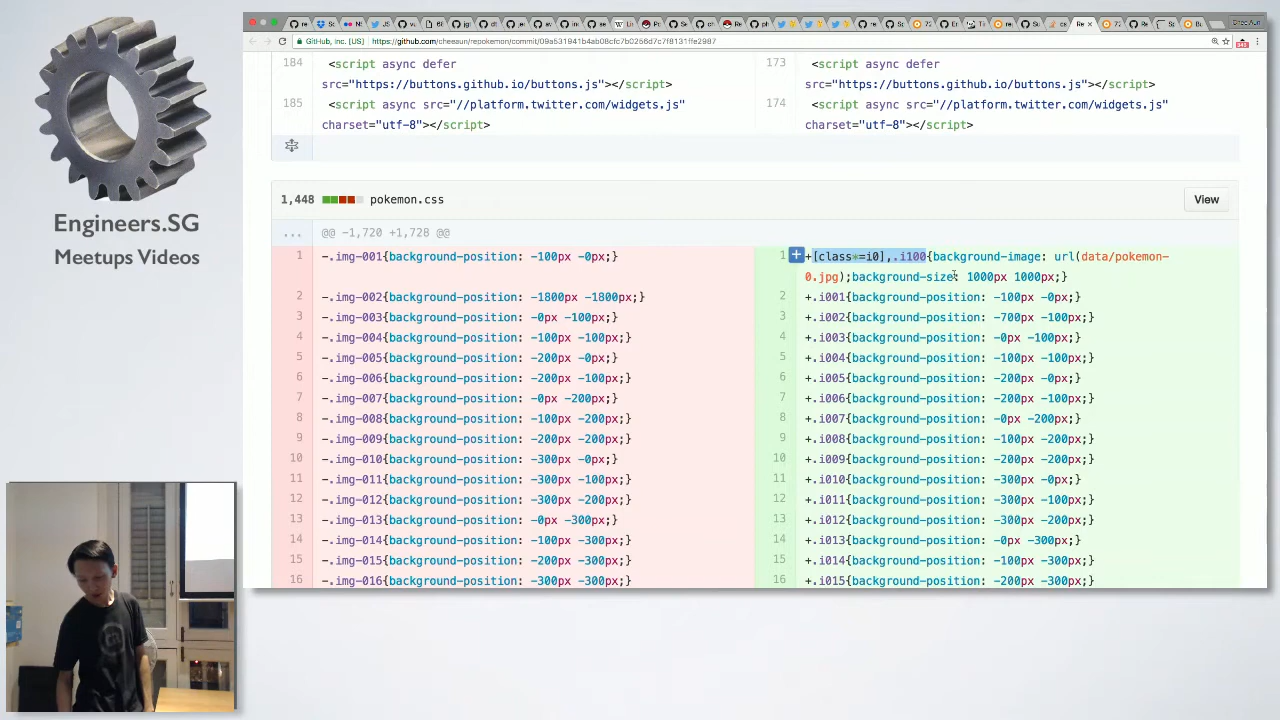 Engineers.SG
Meetups Videos
GitHub, Inc. [US] https://github.com/cheeaun/repokemon/commit/09a531941b4ab08cfc7b0258d7c7f8131ffe2987
184 <script async defer
src="https://buttons.github.io/buttons.js"></script>
185 <script async src="//platform.twitter.com/widgets.js"
charset="utf-8"></script>
173 <script async defer
src="https://buttons.github.io/buttons.js"></script>
174 <script async src="//platform.twitter.com/widgets.js"
charset="utf-8"></script>
1,448 pokemon.css View
... @@ -1,720 +1,728 @@
1 -.img-001{background-position: -100px -0px;}
2 -.img-002{background-position: -1800px -1800px;}
3 -.img-003{background-position: -0px -100px;}
4 -.img-004{background-position: -100px -100px;}
5 -.img-005{background-position: -200px -0px;}
6 -.img-006{background-position: -200px -100px;}
7 -.img-007{background-position: -0px -200px;}
8 -.img-008{background-position: -100px -200px;}
9 -.img-009{background-position: -200px -200px;}
10 -.img-010{background-position: -300px -0px;}
11 -.img-011{background-position: -300px -100px;}
12 -.img-012{background-position: -300px -200px;}
13 -.img-013{background-position: -0px -300px;}
14 -.img-014{background-position: -100px -300px;}
15 -.img-015{background-position: -200px -300px;}
16 -.img-016{background-position: -300px -300px;}
1 +[class*=i0],.i100{background-image: url(data/pokemon-
0.jpg);background-size: 1000px 1000px;}
2 +.i001{background-position: -100px -0px;}
3 +.i002{background-position: -700px -100px;}
4 +.i003{background-position: -0px -100px;}
5 +.i004{background-position: -100px -100px;}
6 +.i005{background-position: -200px -0px;}
7 +.i006{background-position: -200px -100px;}
8 +.i007{background-position: -0px -200px;}
9 +.i008{background-position: -100px -200px;}
10 +.i009{background-position: -200px -200px;}
11 +.i010{background-position: -300px -0px;}
12 +.i011{background-position: -300px -100px;}
13 +.i012{background-position: -300px -200px;}
14 +.i013{background-position: -0px -300px;}
15 +.i014{background-position: -100px -300px;}
16 +.i015{background-position: -200px -300px;}